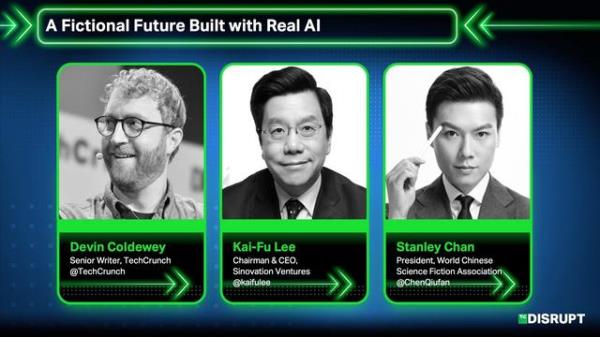 A Fictional Future Built with Real AI
Devin Coldewey
Senior Writer, TechCrunch
@TechCrunch
Kai-Fu Lee
Chairman & CEO,
Sinovation Ventures
@kaifulee
Stanley Chan
President, World Chinese
Science Fiction Association
@ChenQiufan
TC DISRUPT